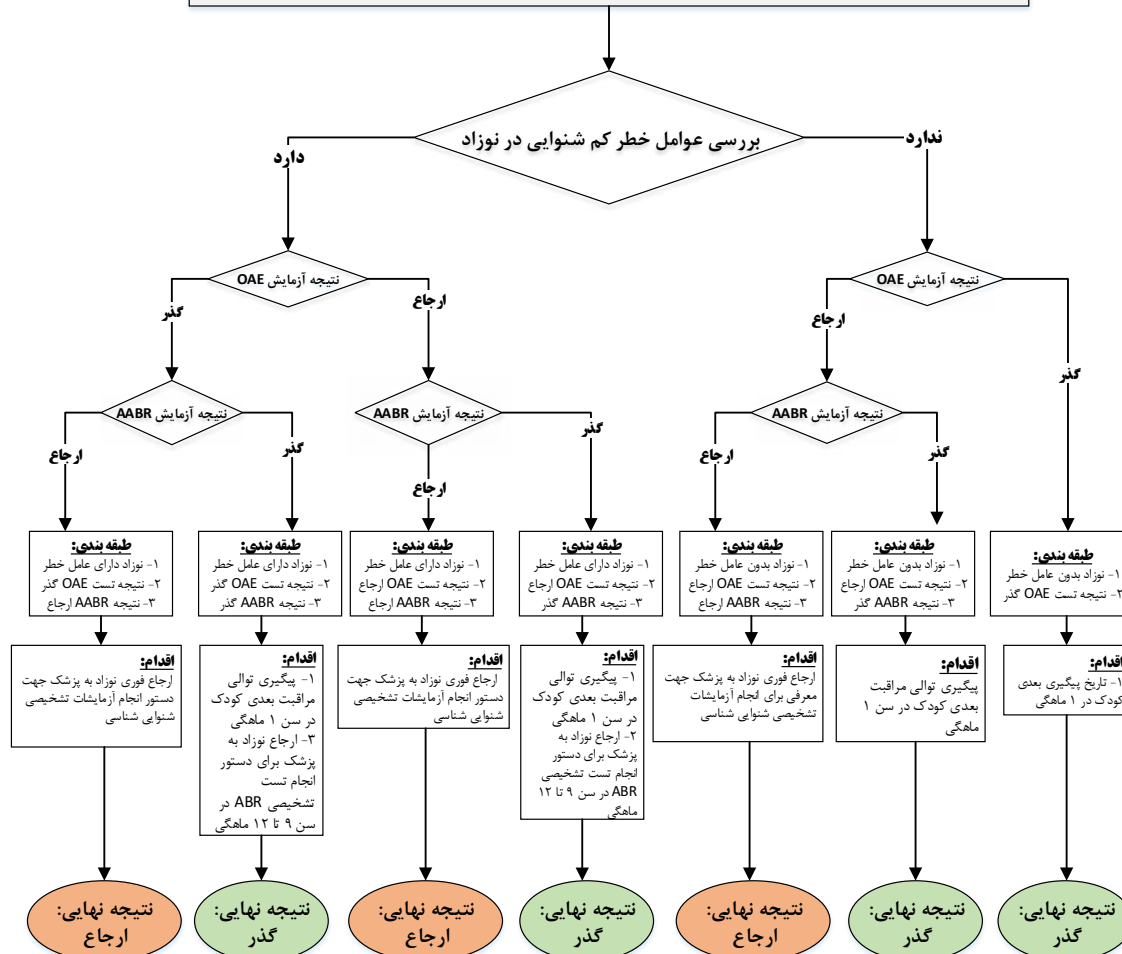 بررسی عوامل خطر کم شنوایی در نوزاد
ندارد
دارد
نتیجه آزمایش OAE
نتیجه آزمایش OAE
گذر
ارجاع
ارجاع
گذر
نتیجه آزمایش AABR
نتیجه آزمایش AABR
نتیجه آزمایش AABR
ارجاع
گذر
گذر
ارجاع
گذر
ارجاع
طبقه بندی:
۱- نوزاد بدون عامل خطر
۲- نتیجه تست OAE گذر
طبقه بندی:
۱- نوزاد بدون عامل خطر
۲- نتیجه تست OAE ارجاع
۳- نتیجه AABR گذر
طبقه بندی:
۱- نوزاد بدون عامل خطر
۲- نتیجه تست OAE ارجاع
۳- نتیجه AABR ارجاع
طبقه بندی:
۱- نوزاد دارای عامل خطر
۲- نتیجه تست OAE ارجاع
۳- نتیجه AABR گذر
طبقه بندی:
۱- نوزاد دارای عامل خطر
۲- نتیجه تست OAE ارجاع
۳- نتیجه AABR ارجاع
طبقه بندی:
۱- نوزاد دارای عامل خطر
۲- نتیجه تست OAE گذر
۳- نتیجه AABR گذر
طبقه بندی:
۱- نوزاد دارای عامل خطر
۲- نتیجه تست OAE گذر
۳- نتیجه AABR ارجاع
اقدام:
۱- تاریخ پیگیری بعدی
کودک در ۱ ماهگی
اقدام:
پیگیری توالی مراقبت
بعدی کودک در سن ۱
ماهگی
اقدام:
ارجاع فوری نوزاد به پزشک جهت
معرفی برای انجام آزمایشات
تشخیصی شنوایی شناسی
اقدام:
۱- پیگیری توالی
مراقبت بعدی کودک
در سن ۱ ماهگی
۲- ارجاع نوزاد به
پزشک برای دستور
انجام تست تشخیصی
ABR در سن ۹ تا ۱۲
ماهگی
اقدام:
ارجاع فوری نوزاد به پزشک جهت
دستور انجام آزمایشات تشخیصی
شنوایی شناسی
اقدام:
۱- پیگیری توالی
مراقبت بعدی کودک
در سن ۱ ماهگی
۳- ارجاع نوزاد به
پزشک برای دستور
انجام تست
تشخیصی ABR در
سن ۹ تا ۱۲ ماهگی
اقدام:
ارجاع فوری نوزاد به پزشک جهت
دستور انجام آزمایشات تشخیصی
شنوایی شناسی
نتیجه نهایی:
گذر
نتیجه نهایی:
گذر
نتیجه نهایی:
ارجاع
نتیجه نهایی:
گذر
نتیجه نهایی:
ارجاع
نتیجه نهایی:
گذر
نتیجه نهایی:
ارجاع